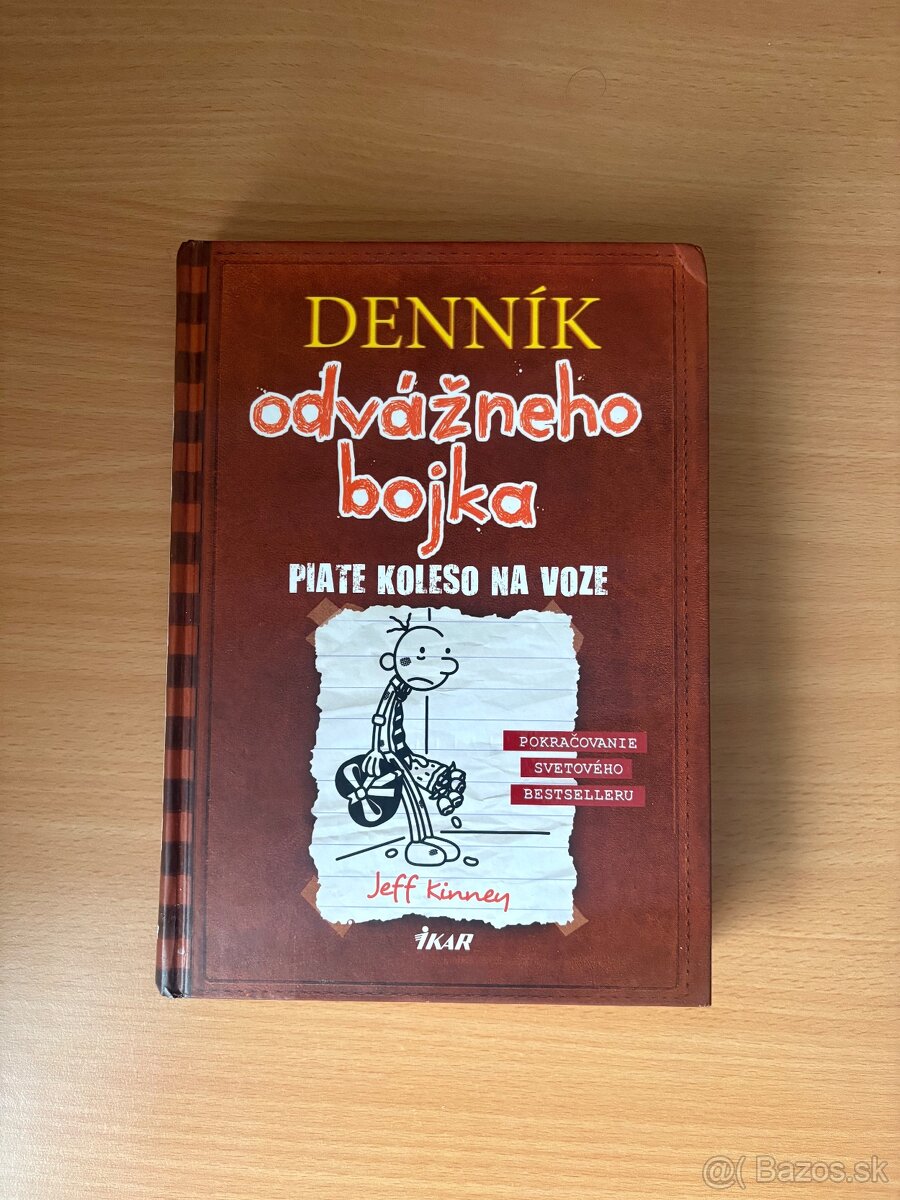 DENNÍK
odvážneho
bojka
PIATE KOLESO NA VOZE
POKRAČOVANIE
SVETOVÉHO
BESTSELLERU
Jeff Kinney
IKAR
@( Bazos.sk